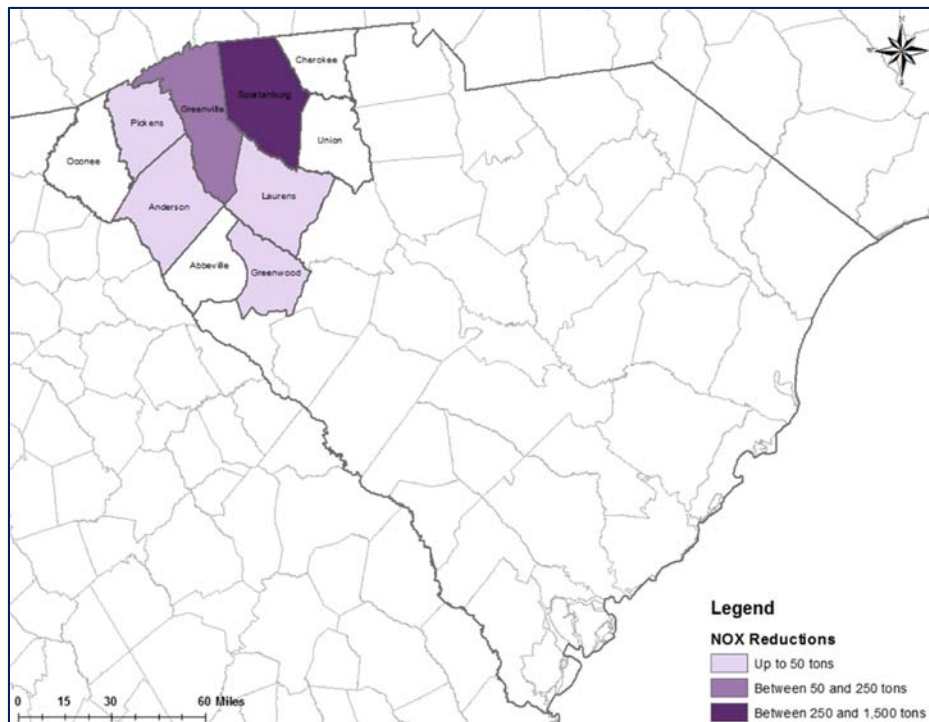 Cherokee
Spartanburg
Greenville
Pickens
Union
Oconee
Laurens
Anderson
Abbeville
Greenwood
Legend
NOX Reductions
Up to 50 tons
Between 50 and 250 tons
Between 250 and 1,500 tons
0 15 30 60 Miles